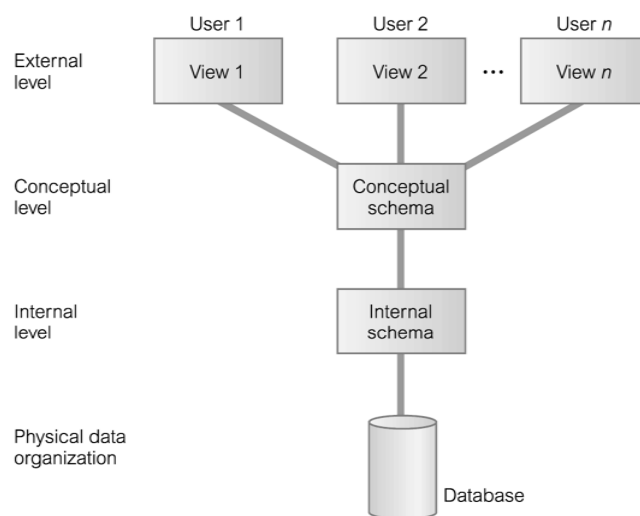 User 1
User 2
User n
External
level
View 1
View 2
...
View n
Conceptual
level
Conceptual
schema
Internal
level
Internal
schema
Physical data
organization
Database